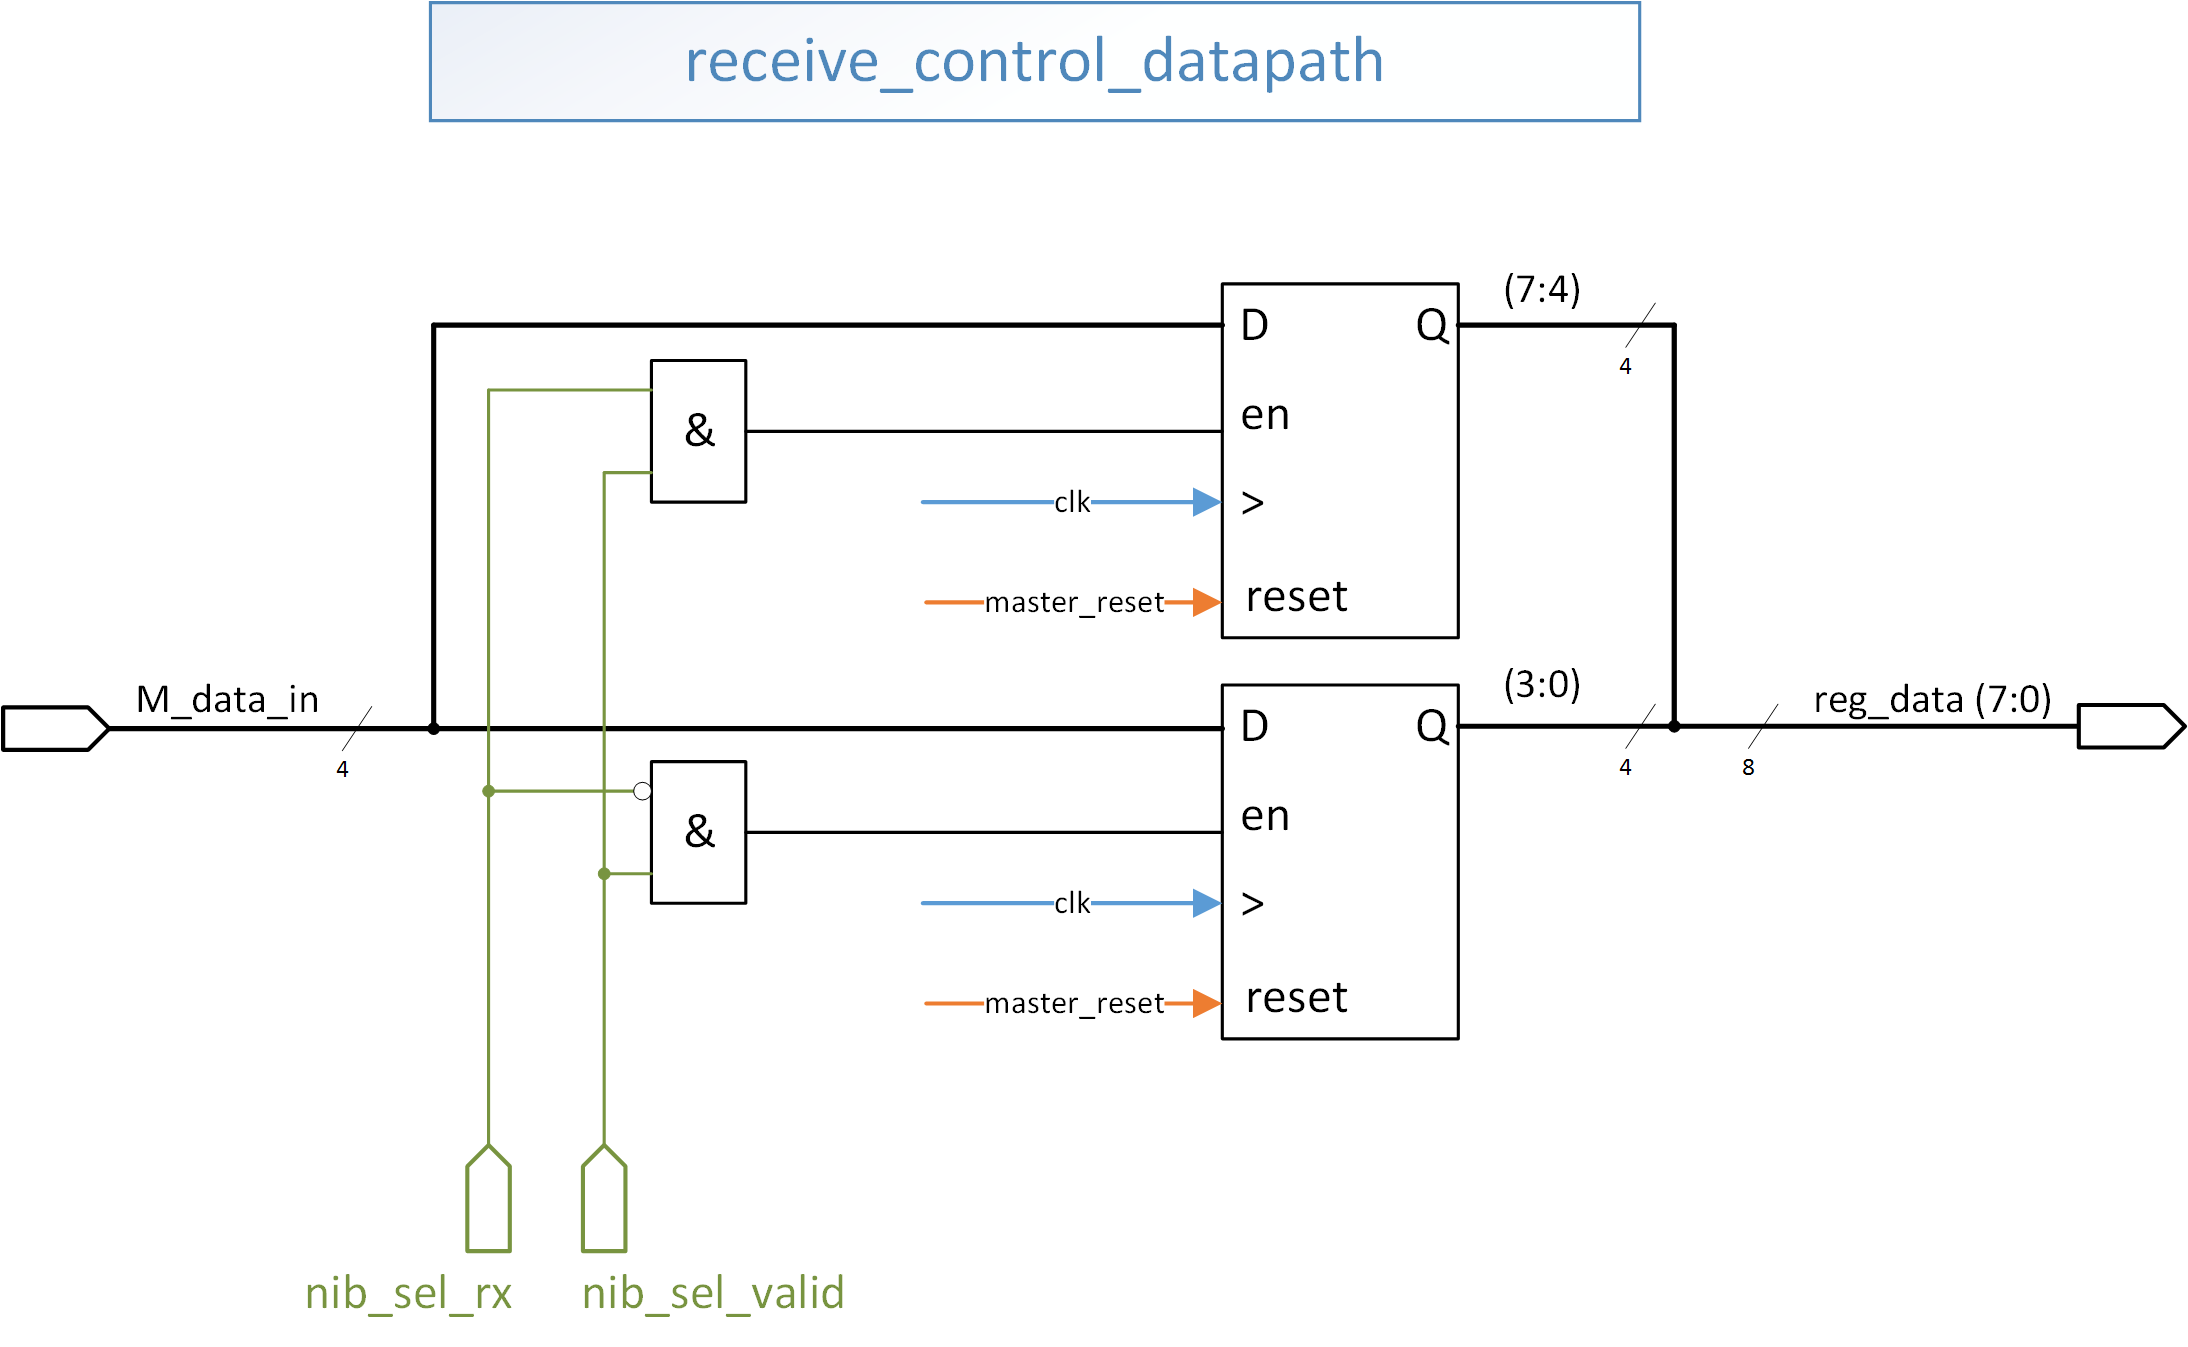 receive_control_datapath
(7:4)
D
Q
4
en
&
clk
>
master_reset
reset
M_data_in
4
(3:0)
D
Q
4
8
reg_data (7:0)
en
&
clk
>
master_reset
reset
nib_sel_rx
nib_sel_valid